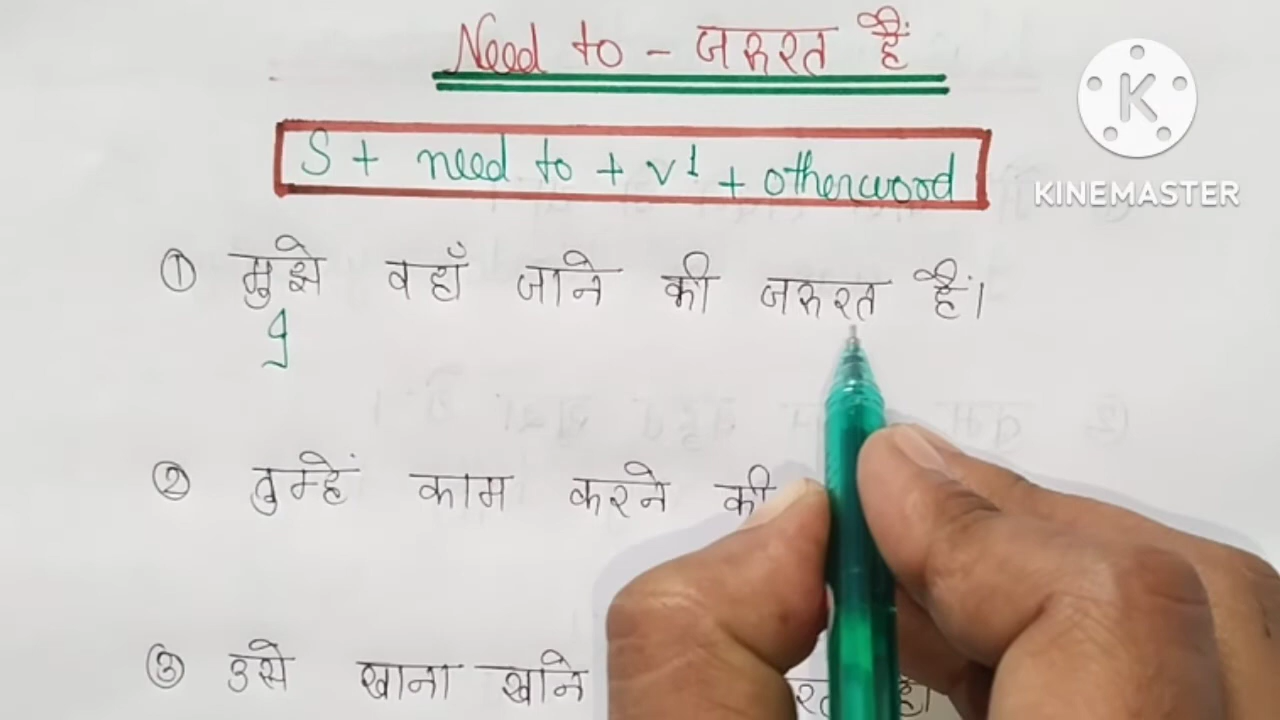 Need to - जरूरत हैं
S + need to + v1 + otherword
① मुझे वहाँ जाने की जरूरत हैं।
I
② तुम्हें काम करने की
③ उसे खाना खाने
K
KINEMASTER